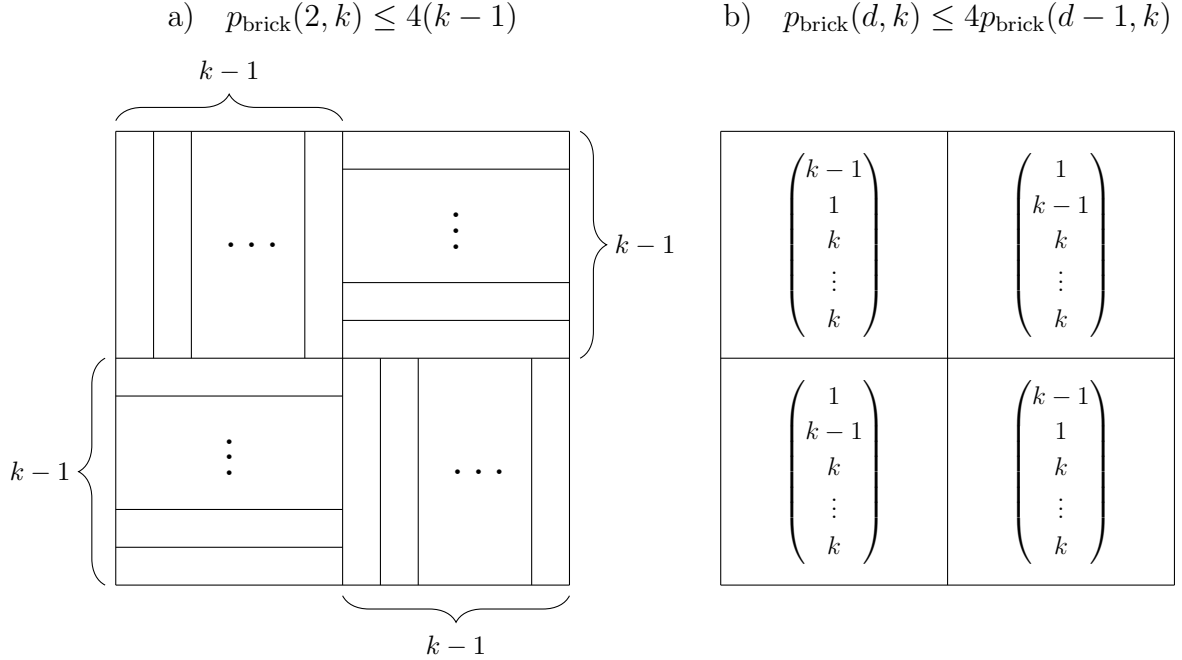 a) p_brick(2, k) ≤ 4(k − 1)
b) p_brick(d, k) ≤ 4p_brick(d − 1, k)
k − 1
⋯
⋮
k − 1
k − 1
⋮
⋯
k − 1
k − 1
1
k
⋮
k
1
k − 1
k
⋮
k
1
k − 1
k
⋮
k
k − 1
1
k
⋮
k